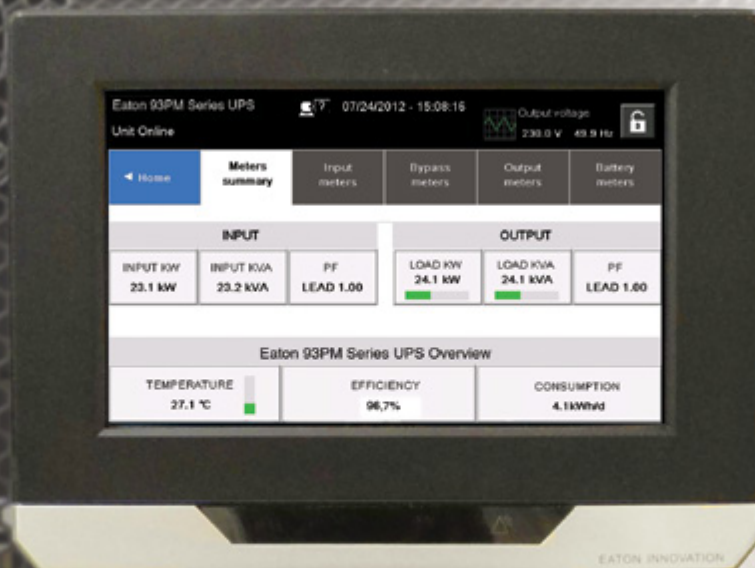 Eaton 93PM Series UPS
07/24/2012 - 15:08:16
Unit Online
Output voltage
230.0 V 49.9 Hz
Home
Meters
summary
Input
meters
Bypass
meters
Output
meters
Battery
meters
INPUT
INPUT KW
23.1 kW
INPUT KVA
23.2 kVA
PF
LEAD 1.00
OUTPUT
LOAD KW
24.1 kW
LOAD KVA
24.1 kVA
PF
LEAD 1.00
Eaton 93PM Series UPS Overview
TEMPERATURE
27.1 °C
EFFICIENCY
96,7%
CONSUMPTION
4.1kWh/d
EATON INNOVATION